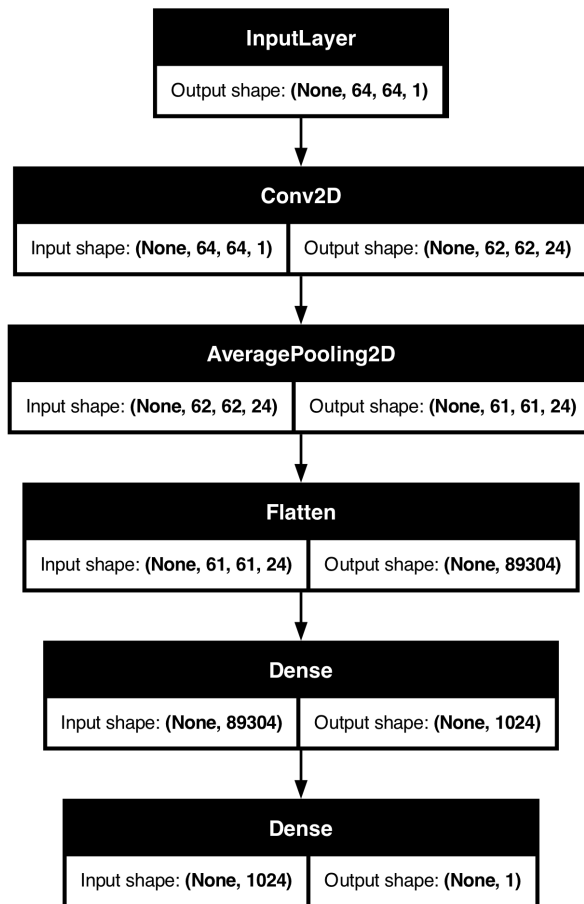 InputLayer
Output shape: (None, 64, 64, 1)
Conv2D
Input shape: (None, 64, 64, 1) Output shape: (None, 62, 62, 24)
AveragePooling2D
Input shape: (None, 62, 62, 24) Output shape: (None, 61, 61, 24)
Flatten
Input shape: (None, 61, 61, 24) Output shape: (None, 89304)
Dense
Input shape: (None, 89304) Output shape: (None, 1024)
Dense
Input shape: (None, 1024) Output shape: (None, 1)